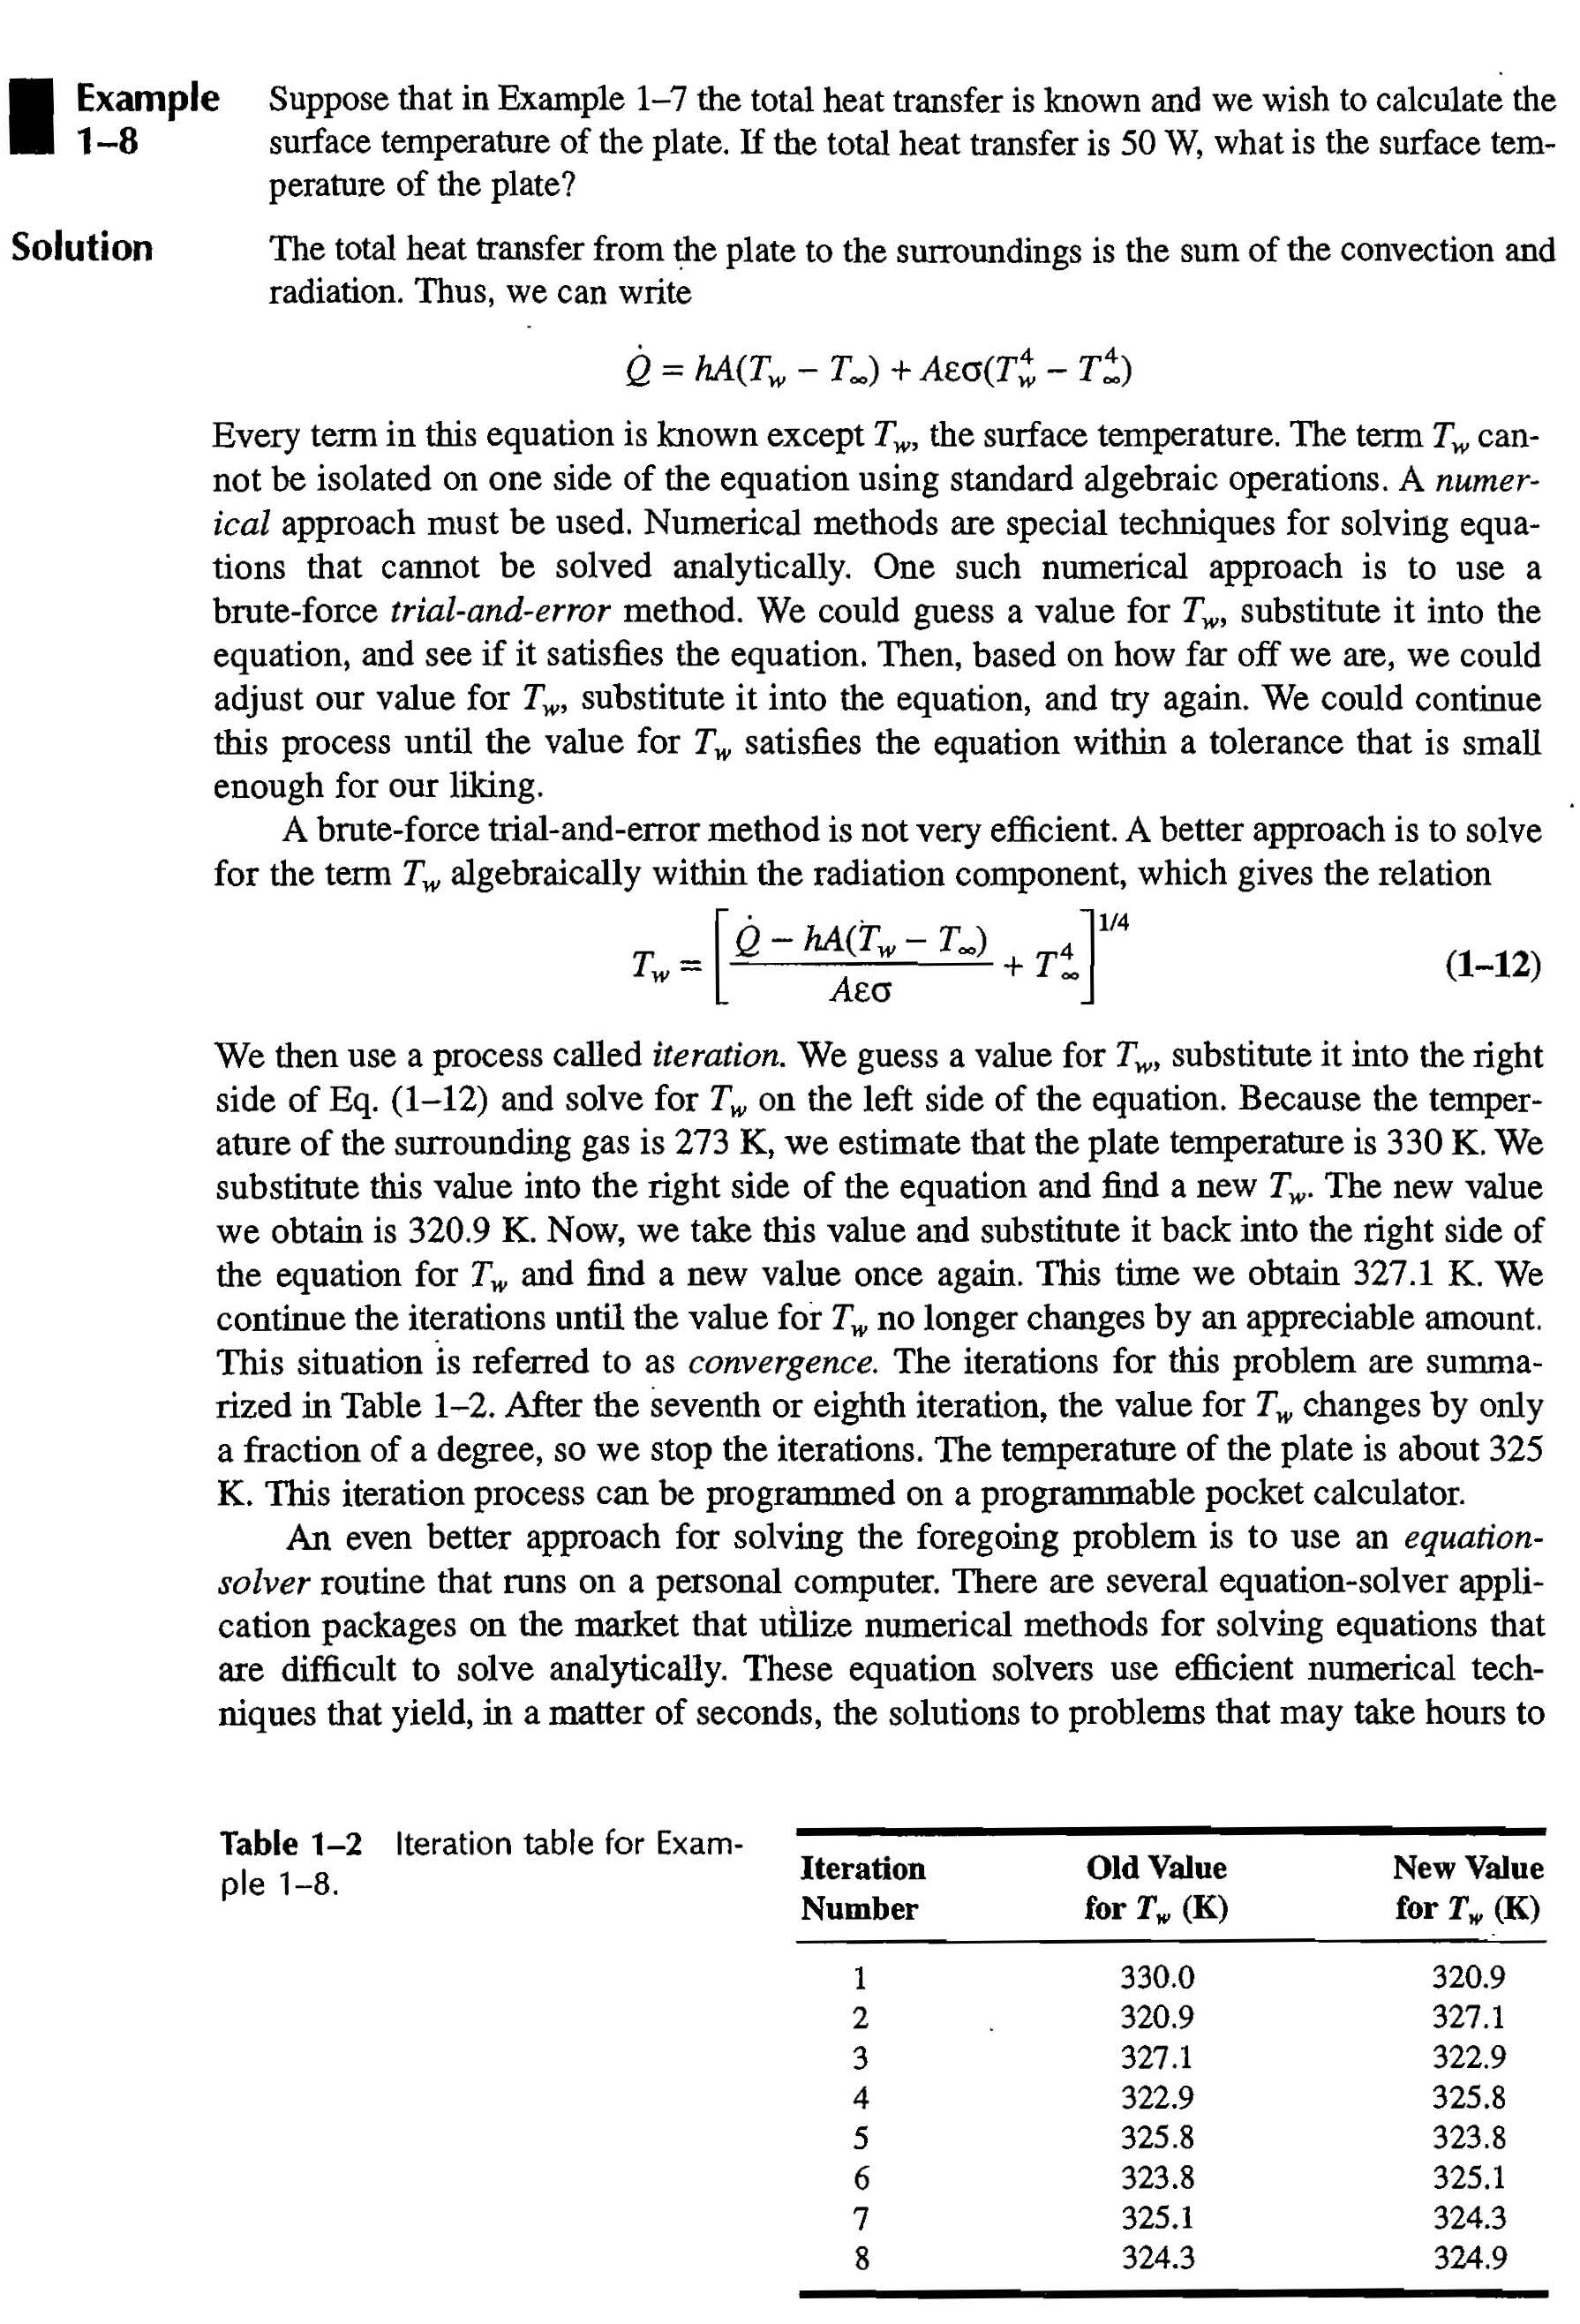 Example Suppose that in Example 1–7 the total heat transfer is known and we wish to calculate the
1–8 surface temperature of the plate. If the total heat transfer is 50 W, what is the surface tem-
perature of the plate?
Solution The total heat transfer from the plate to the surroundings is the sum of the convection and
radiation. Thus, we can write
Q̇ = hA(T_w − T_∞) + Aεσ(T_w^4 − T_∞^4)
Every term in this equation is known except T_w, the surface temperature. The term T_w can-
not be isolated on one side of the equation using standard algebraic operations. A numer-
ical approach must be used. Numerical methods are special techniques for solving equa-
tions that cannot be solved analytically. One such numerical approach is to use a
brute-force trial-and-error method. We could guess a value for T_w, substitute it into the
equation, and see if it satisfies the equation. Then, based on how far off we are, we could
adjust our value for T_w, substitute it into the equation, and try again. We could continue
this process until the value for T_w satisfies the equation within a tolerance that is small
enough for our liking.
A brute-force trial-and-error method is not very efficient. A better approach is to solve
for the term T_w algebraically within the radiation component, which gives the relation
T_w = [ (Q̇ − hA(T_w − T_∞)) / (Aεσ) + T_∞^4 ]^{1/4} (1–12)
We then use a process called iteration. We guess a value for T_w, substitute it into the right
side of Eq. (1–12) and solve for T_w on the left side of the equation. Because the temper-
ature of the surrounding gas is 273 K, we estimate that the plate temperature is 330 K. We
substitute this value into the right side of the equation and find a new T_w. The new value
we obtain is 320.9 K. Now, we take this value and substitute it back into the right side of
the equation for T_w and find a new value once again. This time we obtain 327.1 K. We
continue the iterations until the value for T_w no longer changes by an appreciable amount.
This situation is referred to as convergence. The iterations for this problem are summa-
rized in Table 1–2. After the seventh or eighth iteration, the value for T_w changes by only
a fraction of a degree, so we stop the iterations. The temperature of the plate is about 325
K. This iteration process can be programmed on a programmable pocket calculator.
An even better approach for solving the foregoing problem is to use an equation-
solver routine that runs on a personal computer. There are several equation-solver appli-
cation packages on the market that utilize numerical methods for solving equations that
are difficult to solve analytically. These equation solvers use efficient numerical tech-
niques that yield, in a matter of seconds, the solutions to problems that may take hours to
Table 1–2 Iteration table for Exam-
ple 1–8.
Iteration Old Value New Value
Number for T_w (K) for T_w (K)
1 330.0 320.9
2 320.9 327.1
3 327.1 322.9
4 322.9 325.8
5 325.8 323.8
6 323.8 325.1
7 325.1 324.3
8 324.3 324.9